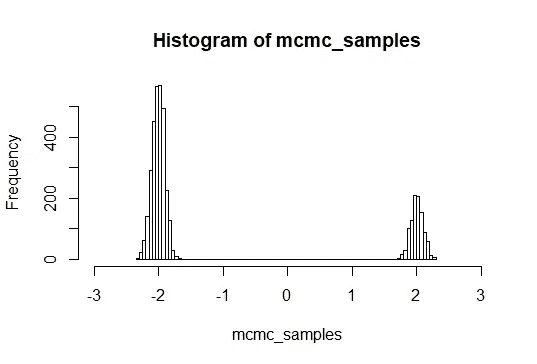 Histogram of mcmc_samples
Frequency
400
200
0
-3 -2 -1 0 1 2 3
mcmc_samples